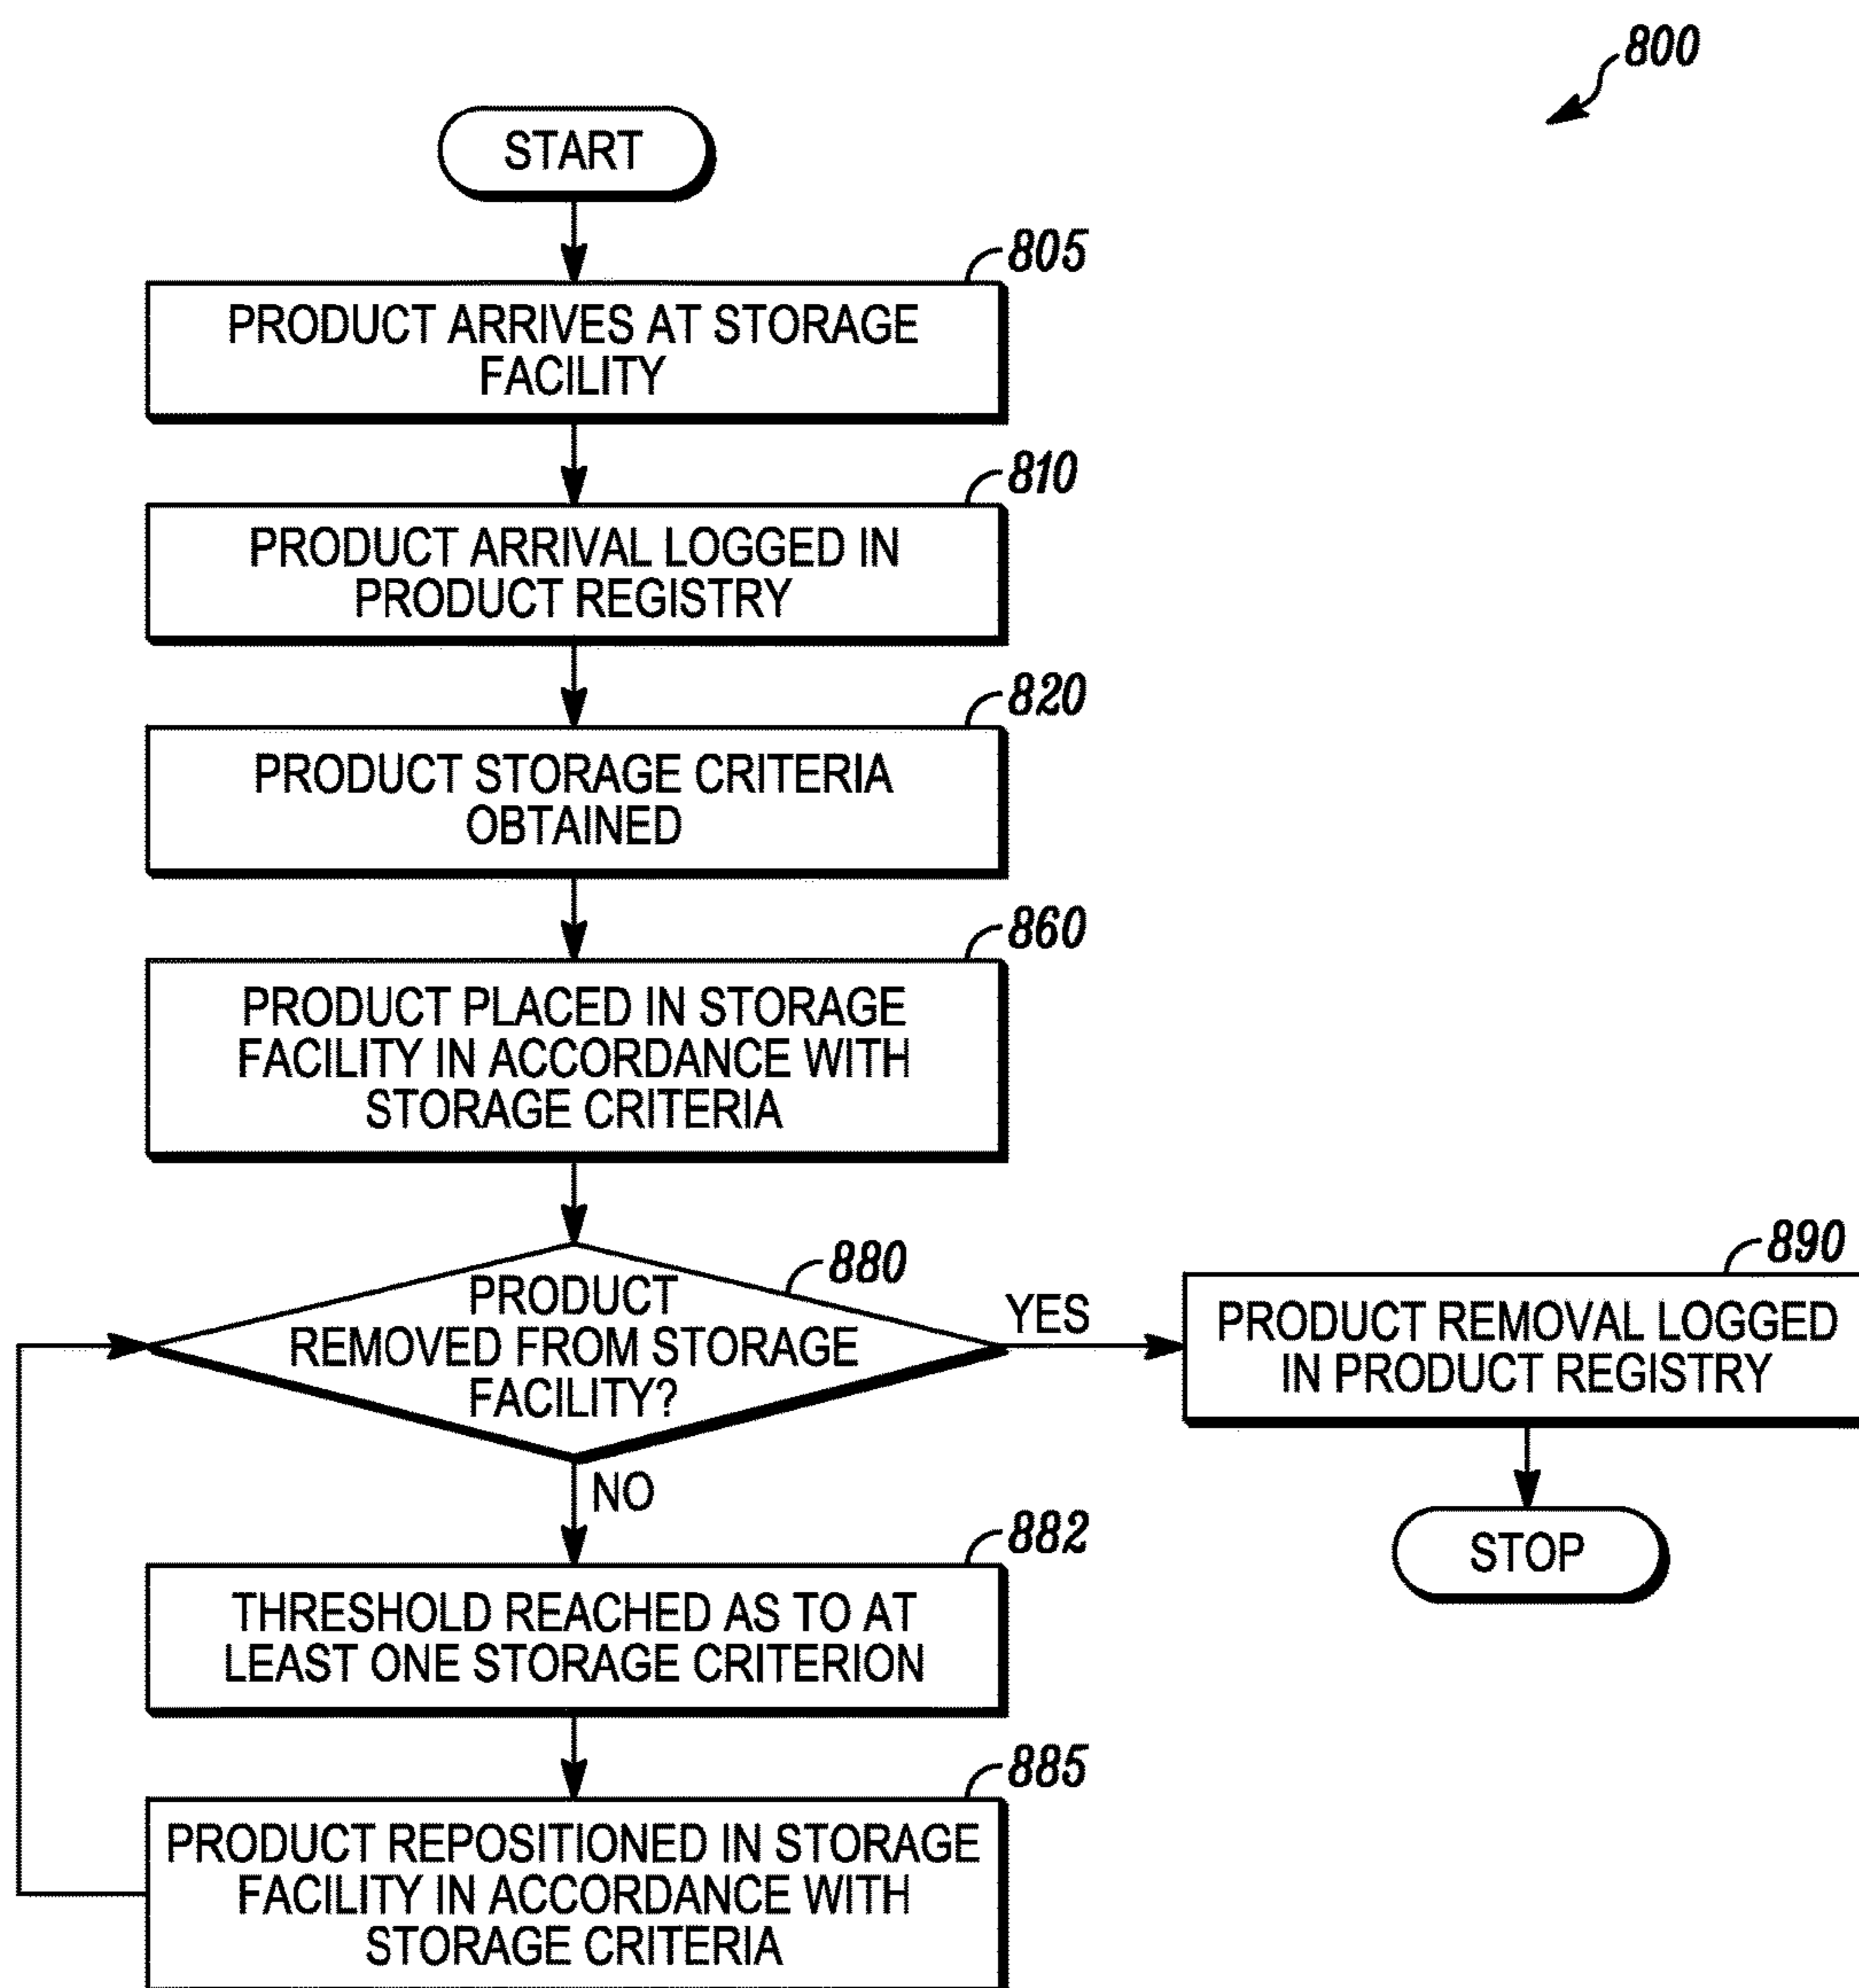 800
START
805
PRODUCT ARRIVES AT STORAGE
FACILITY
810
PRODUCT ARRIVAL LOGGED IN
PRODUCT REGISTRY
820
PRODUCT STORAGE CRITERIA
OBTAINED
860
PRODUCT PLACED IN STORAGE
FACILITY IN ACCORDANCE WITH
STORAGE CRITERIA
880
PRODUCT
REMOVED FROM STORAGE
FACILITY?
YES
890
PRODUCT REMOVAL LOGGED
IN PRODUCT REGISTRY
STOP
NO
882
THRESHOLD REACHED AS TO AT
LEAST ONE STORAGE CRITERION
885
PRODUCT REPOSITIONED IN STORAGE
FACILITY IN ACCORDANCE WITH
STORAGE CRITERIA